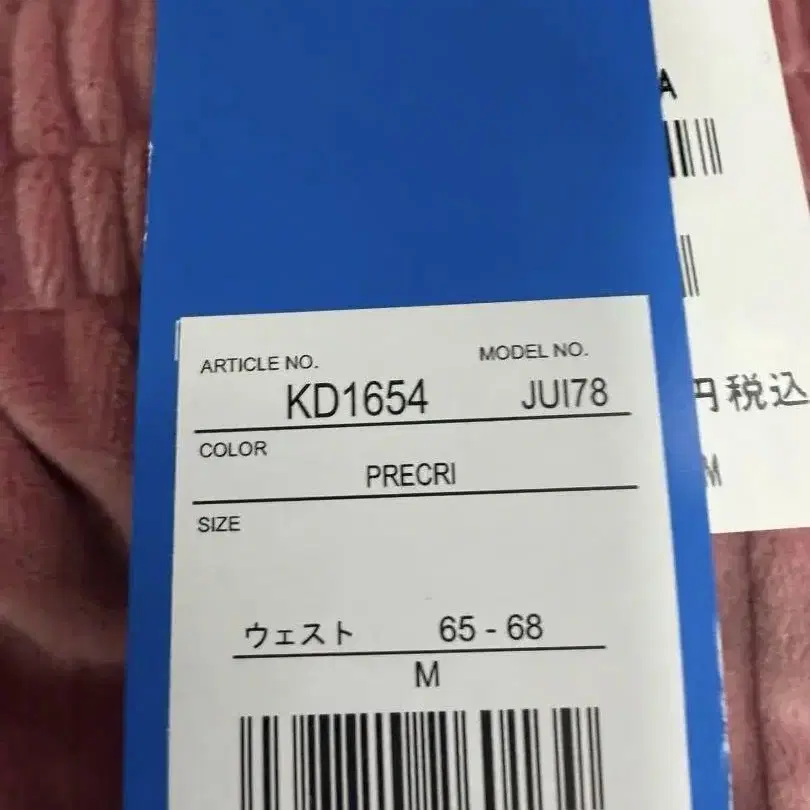 ARTICLE NO.
MODEL NO.
KD1654
JUI78
COLOR
PRECRI
SIZE
ウェスト 65 - 68
M
A
円税込
M